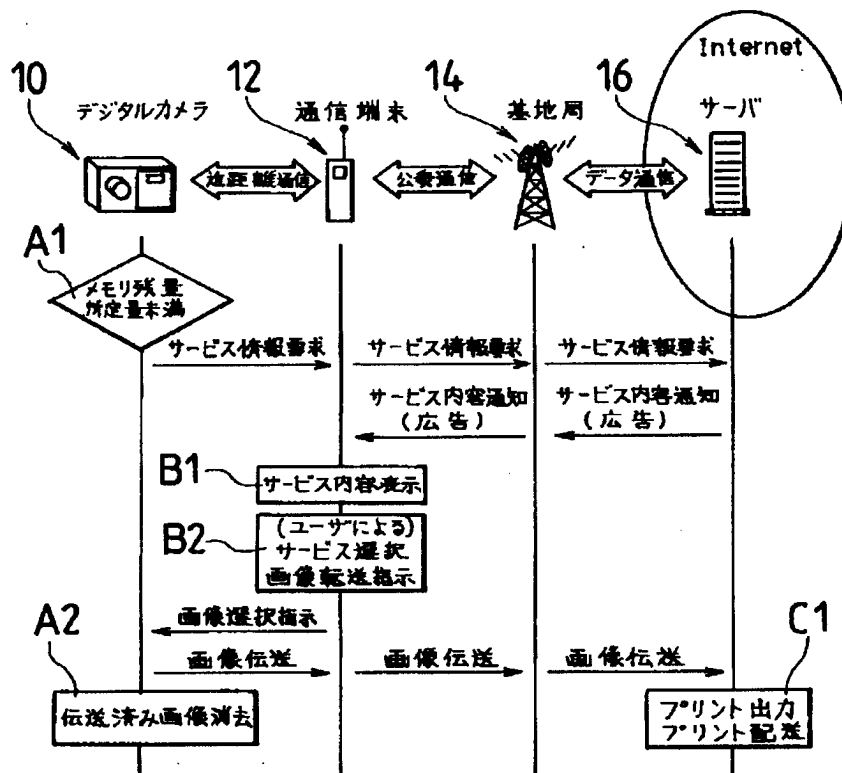 Internet
10
12
14
16
デジタルカメラ
通信端末
基地局
サーバ
近距離通信
公衆通信
データ通信
A1
メモリ残量
所定量未満
サービス情報要求
サービス情報要求
サービス情報要求
サービス内容通知
(広告)
サービス内容通知
(広告)
B1
サービス内容表示
B2
(ユーザによる)
サービス選択
画像転送指示
画像選択指示
A2
画像伝送
画像伝送
画像伝送
C1
伝送済み画像消去
プリント出力
プリント配送